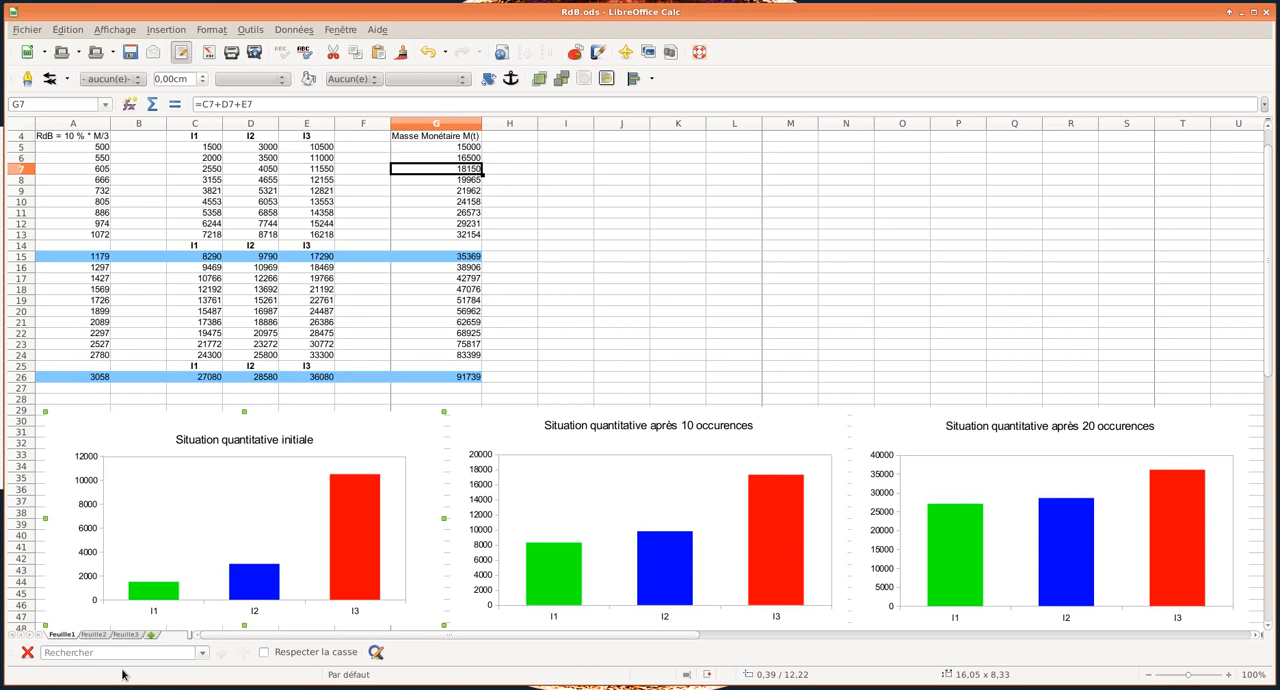 RdB.ods - LibreOffice Calc
Fichier Édition Affichage Insertion Format Outils Données Fenêtre Aide
- aucun(e)- 0,00cm Aucun(e)
G7 =C7+D7+E7
A B C D E F G H I J K L M N O P Q R S T U
4 RdB = 10 % * M/3 I1 I2 I3 Masse Monétaire M(t)
5 500 1500 3000 10500 15000
6 550 2000 3500 11000 16500
7 605 2550 4050 11550 18150
8 666 3155 4655 12155 19965
9 732 3821 5321 12821 21962
10 805 4553 6053 13553 24158
11 886 5358 6858 14358 26573
12 974 6244 7744 15244 29231
13 1072 7218 8718 16218 32154
14 I1 I2 I3
15 1179 8290 9790 17290 35369
16 1297 9469 10969 18469 38906
17 1427 10766 12266 19766 42797
18 1569 12192 13692 21192 47076
19 1726 13761 15261 22761 51784
20 1899 15487 16987 24487 56962
21 2089 17386 18886 26386 62659
22 2297 19475 20975 28475 68925
23 2527 21772 23272 30772 75817
24 2780 24300 25800 33300 83399
25 I1 I2 I3
26 3058 27080 28580 36080 91739
27
28
29
30
31
32
33
34
35
36
37
38
39
40
41
42
43
44
45
46
47
48
Situation quantitative initiale
12000
10000
8000
6000
4000
2000
0
I1 I2 I3
Situation quantitative après 10 occurences
20000
18000
16000
14000
12000
10000
8000
6000
4000
2000
0
I1 I2 I3
Situation quantitative après 20 occurences
40000
35000
30000
25000
20000
15000
10000
5000
0
I1 I2 I3
Feuille1 Feuille2 Feuille3
Rechercher Respecter la casse
Par défaut 0,39 / 12,22 16,05 x 8,33 100%